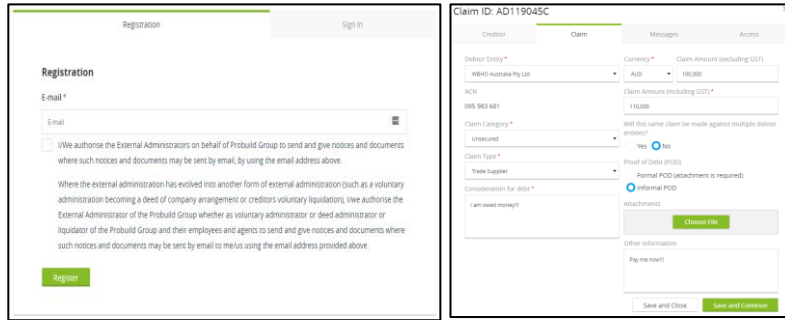 Registration
Sign In
Registration
E-mail *
E-mail
I/We authorise the External Administrators on behalf of Probuild Group to send and give notices and documents
where such notices and documents may be sent by email, by using the email address above.
Where the external administration has evolved into another form of external administration (such as a voluntary
administration becoming a deed of company arrangement or creditors voluntary liquidation), I/we authorise the
External Administrator of the Probuild Group whether as voluntary administrator or deed administrator or
liquidator of the Probuild Group and their employees and agents to send and give notices and documents where
such notices and documents may be sent by email to me/us using the email address provided above.
Register
Claim ID: AD119045C
Creditor
Claim
Messages
Access
Debtor Entity *
WBHO Australia Pty Ltd
ACN
095 983 681
Claim Category *
Unsecured
Claim Type *
Trade Supplier
Consideration for debt *
I am owed money!!!
Currency *
Claim Amount (excluding GST)
AUD
100,000
Claim Amount (including GST) *
110,000
Will this same claim be made against multiple debtor
entities?
Yes
No
Proof of Debt (POD)
Formal POD (attachment is required)
Informal POD
Attachments
Choose File
Other Information
Pay me now!!!
Save and Close
Save and Continue